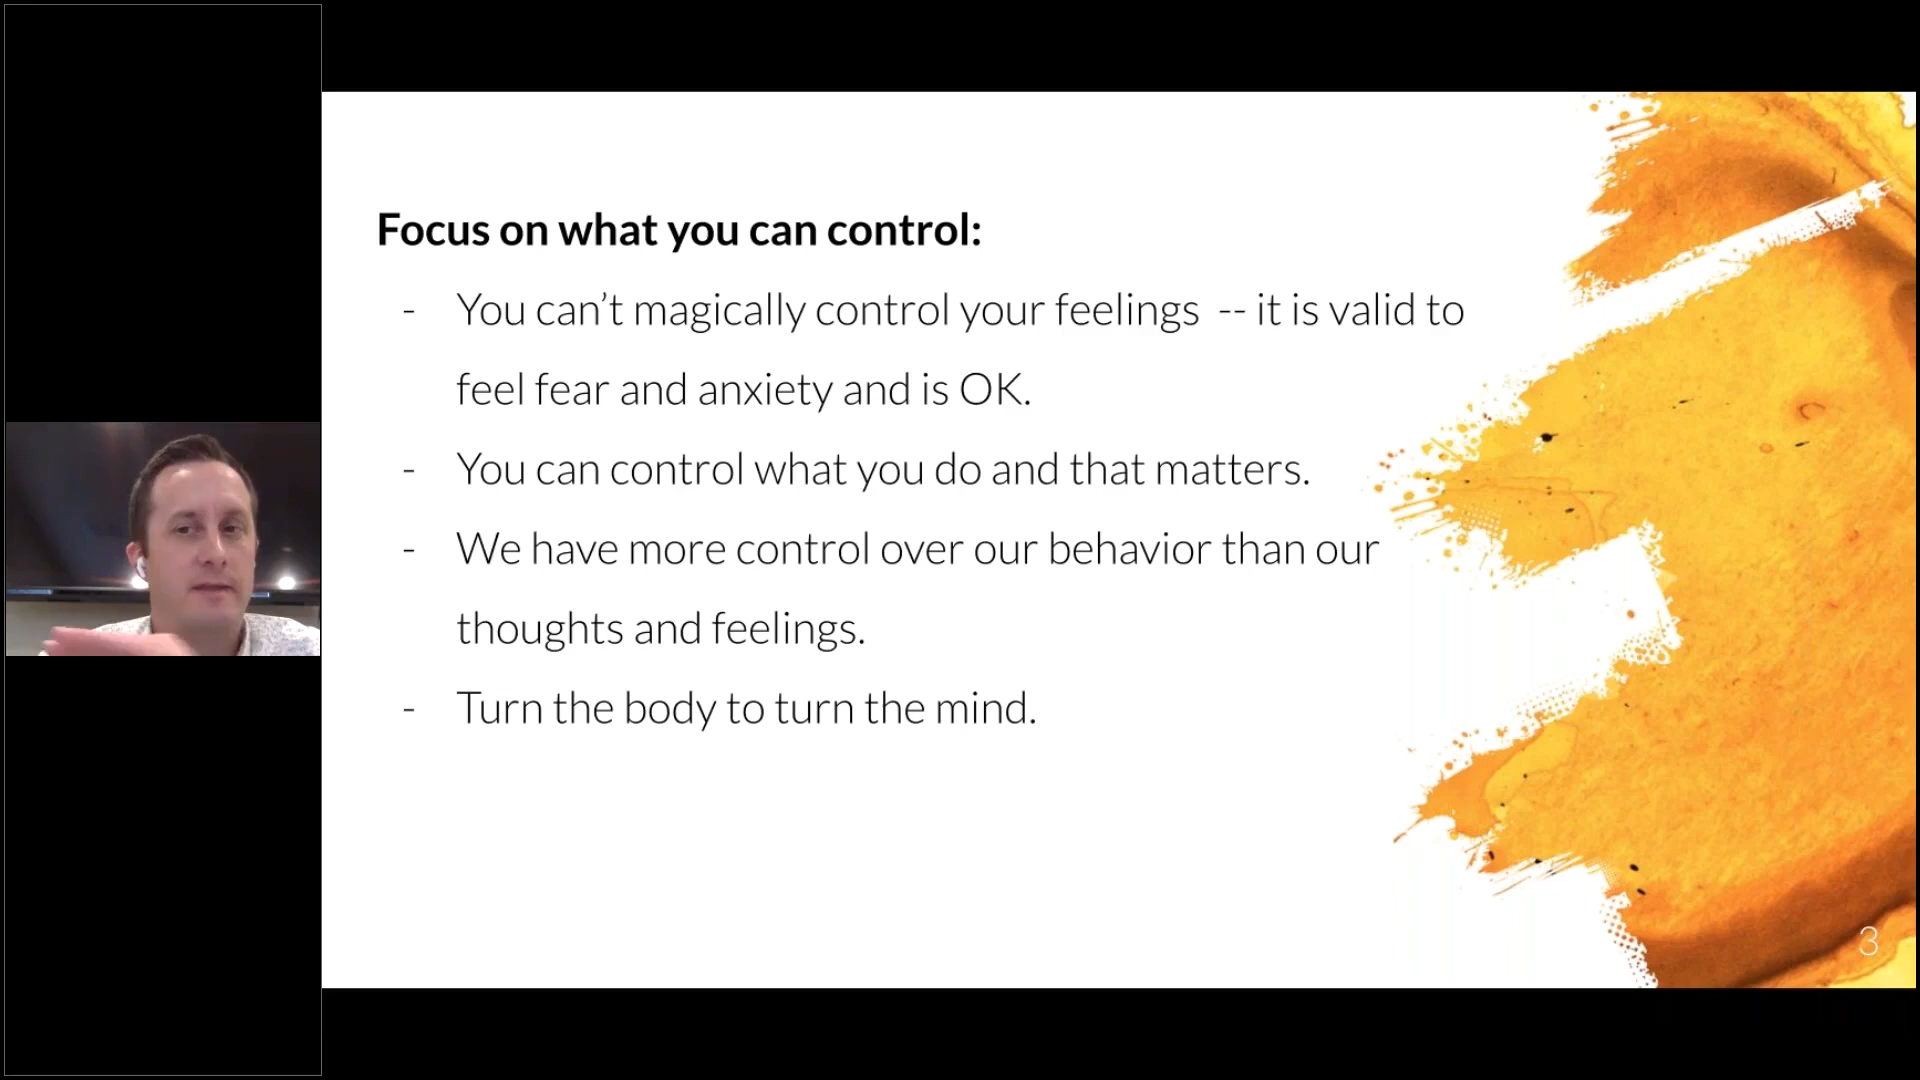 Focus on what you can control:
- You can’t magically control your feelings -- it is valid to
feel fear and anxiety and is OK.
- You can control what you do and that matters.
- We have more control over our behavior than our
thoughts and feelings.
- Turn the body to turn the mind.
3